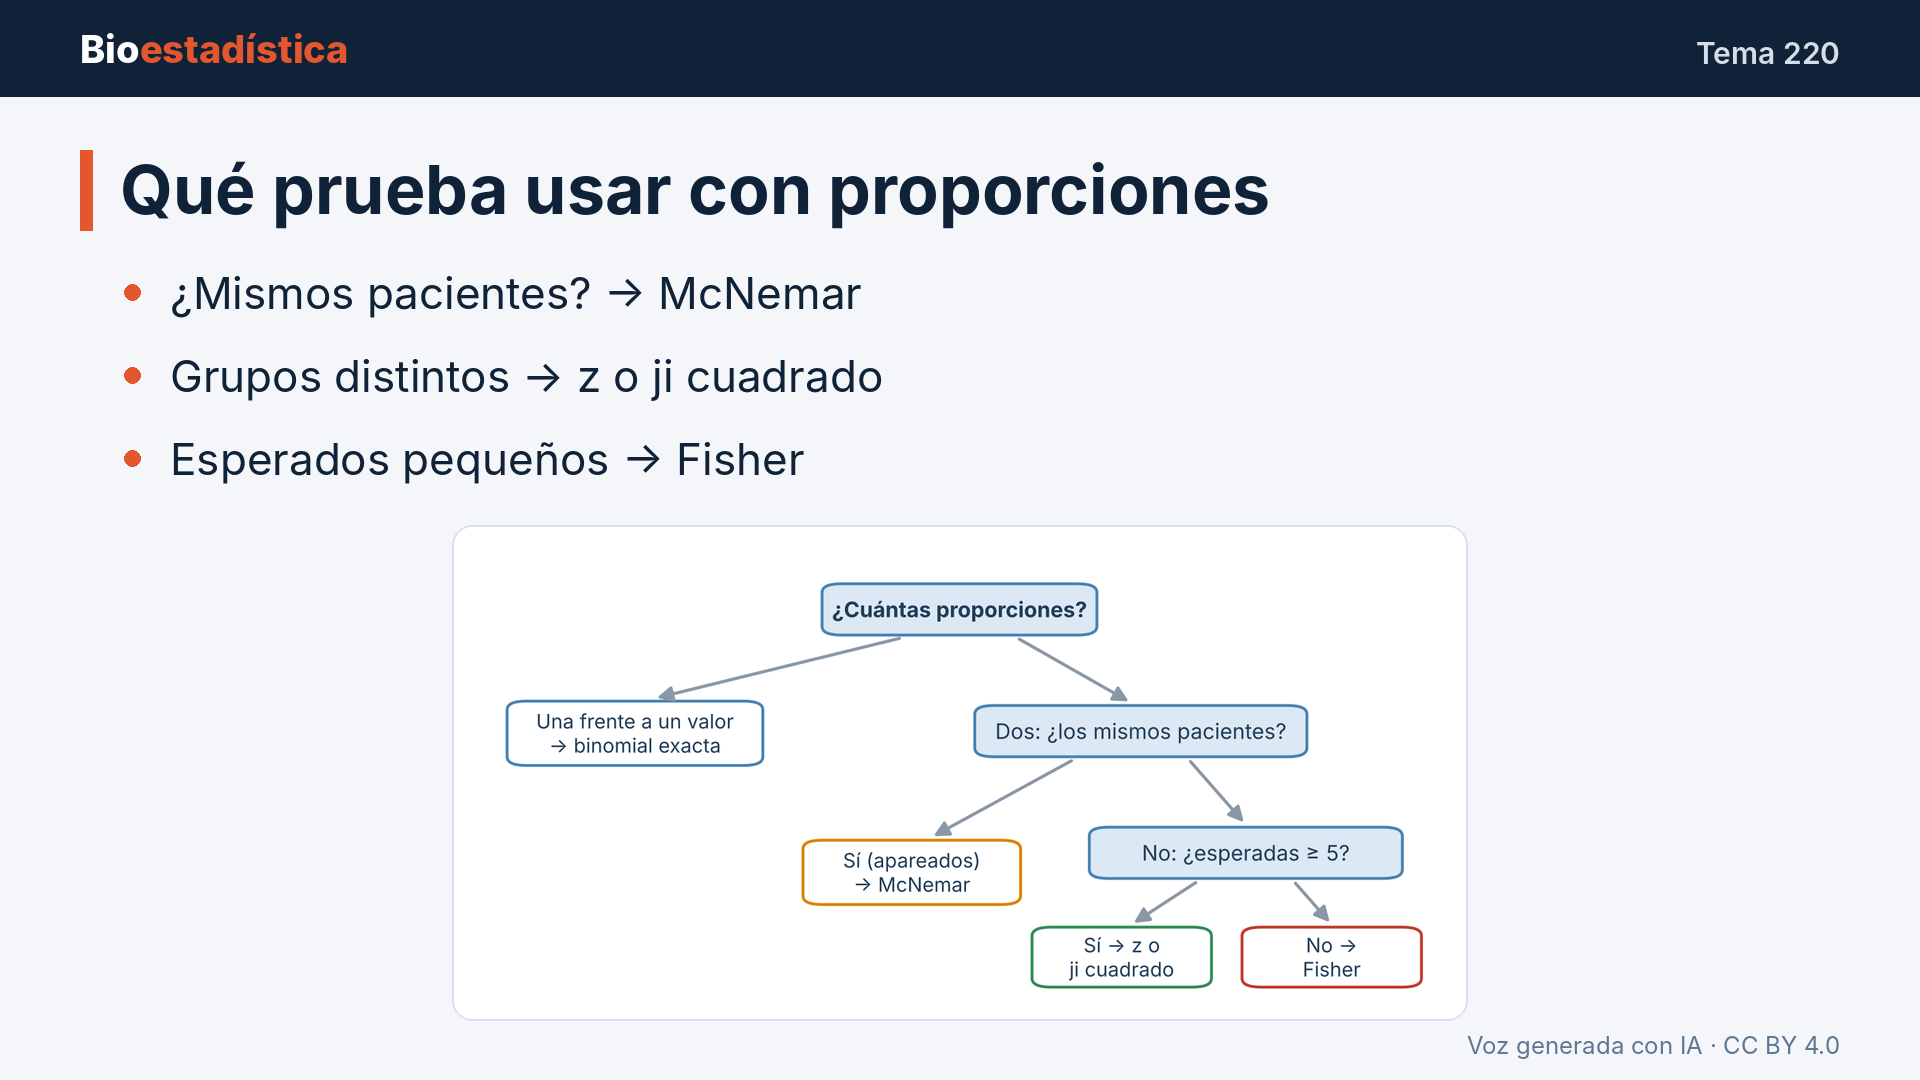 Bioestadística
Tema 220
Qué prueba usar con proporciones
• ¿Mismos pacientes? → McNemar
• Grupos distintos → z o ji cuadrado
• Esperados pequeños → Fisher
¿Cuántas proporciones?
Una frente a un valor
→ binomial exacta
Dos: ¿los mismos pacientes?
Sí (apareados)
→ McNemar
No: ¿esperadas ≥ 5?
Sí → z o
ji cuadrado
No →
Fisher
Voz generada con IA · CC BY 4.0